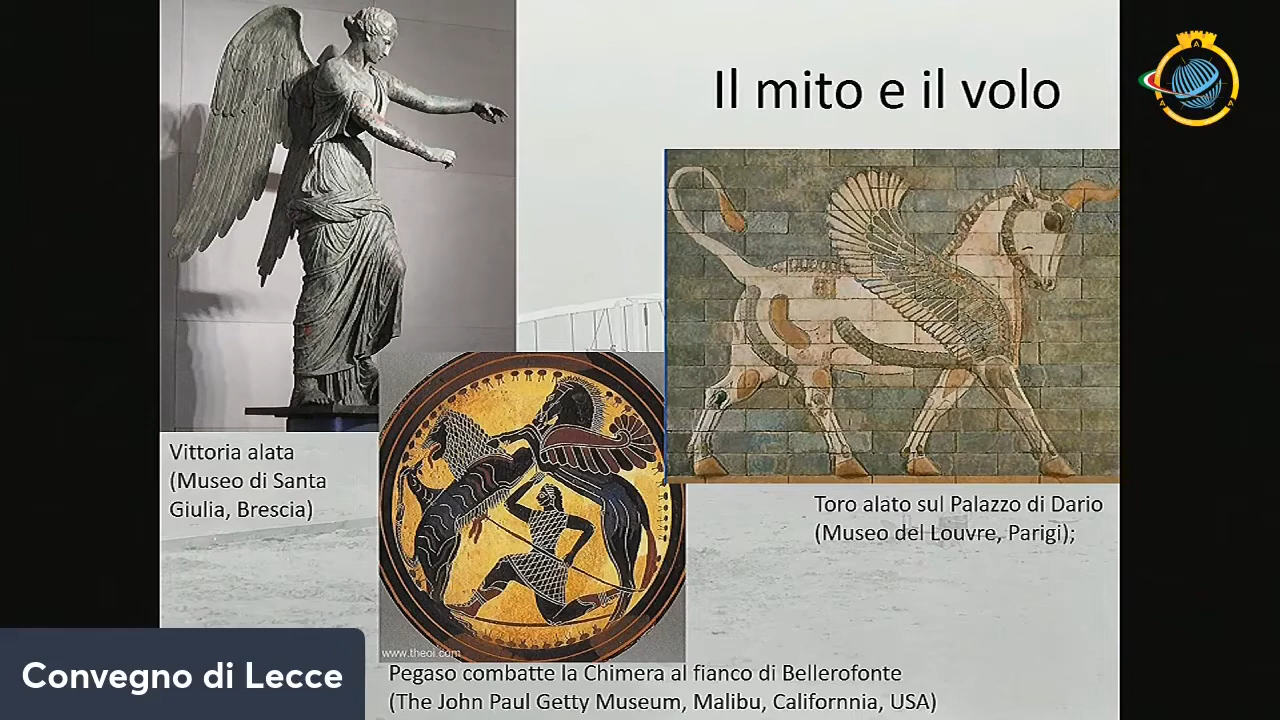 Il mito e il volo
Vittoria alata
(Museo di Santa
Giulia, Brescia)
Toro alato sul Palazzo di Dario
(Museo del Louvre, Parigi);
www.theoi.com
Pegaso combatte la Chimera al fianco di Bellerofonte
(The John Paul Getty Museum, Malibu, Californnia, USA)
Convegno di Lecce